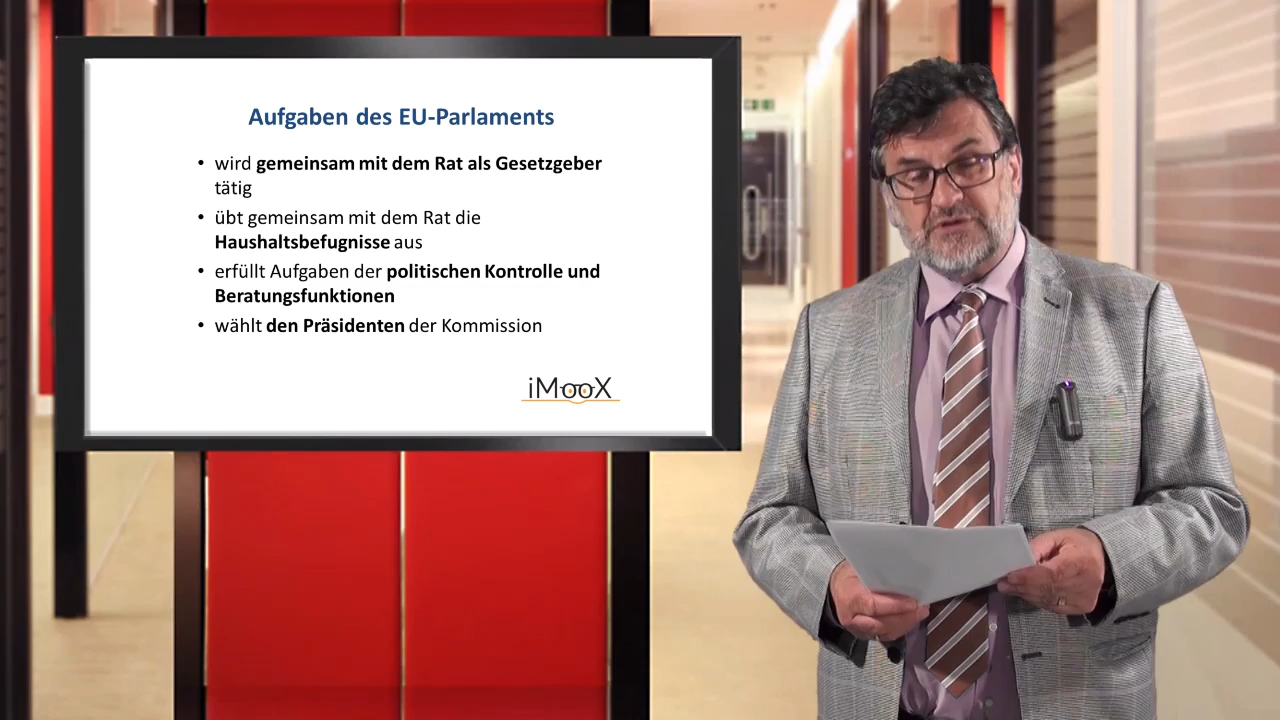 Aufgaben des EU-Parlaments
• wird gemeinsam mit dem Rat als Gesetzgeber
tätig
• übt gemeinsam mit dem Rat die
Haushaltsbefugnisse aus
• erfüllt Aufgaben der politischen Kontrolle und
Beratungsfunktionen
• wählt den Präsidenten der Kommission
iMooX